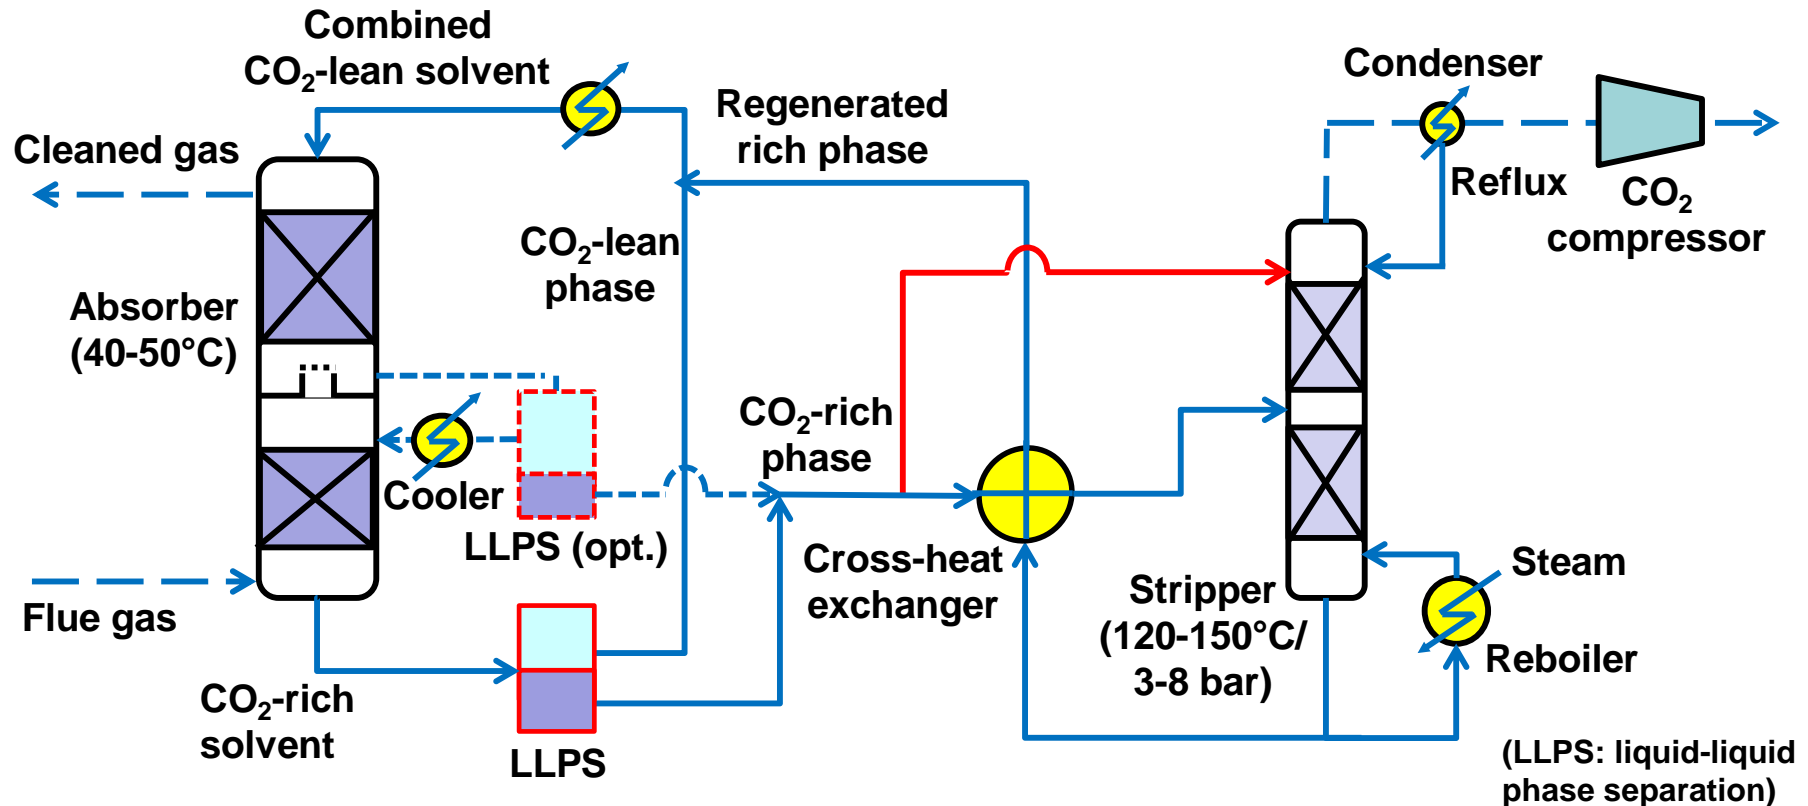 Combined
CO₂-lean solvent
Cleaned gas
Absorber
(40-50°C)
Flue gas
CO₂-rich
solvent
Cooler
LLPS (opt.)
LLPS
CO₂-lean
phase
Regenerated
rich phase
CO₂-rich
phase
Cross-heat
exchanger
Stripper
(120-150°C/
3-8 bar)
Condenser
Reflux
CO₂
compressor
Steam
Reboiler
(LLPS: liquid-liquid
phase separation)